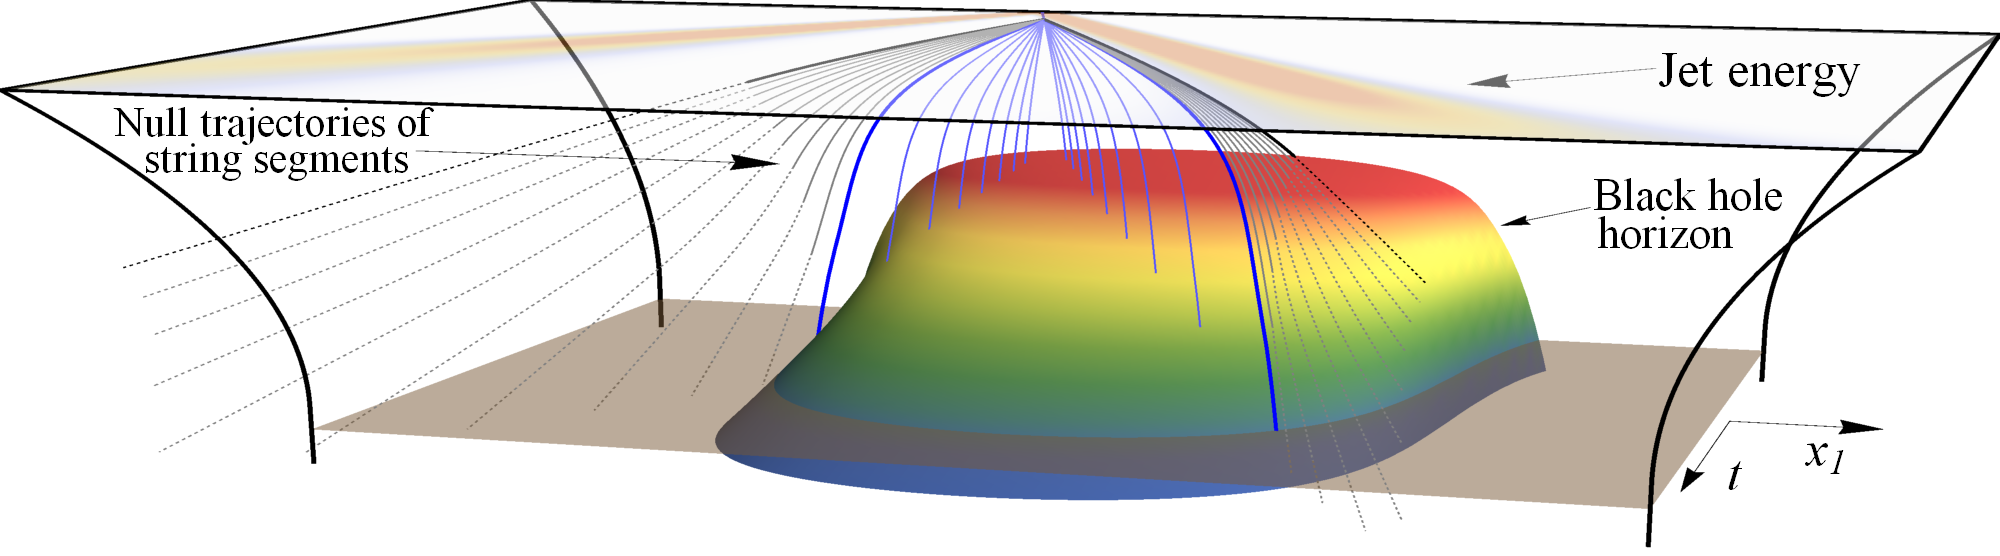 Jet energy
Null trajectories of
string segments
Black hole
horizon
x1
t